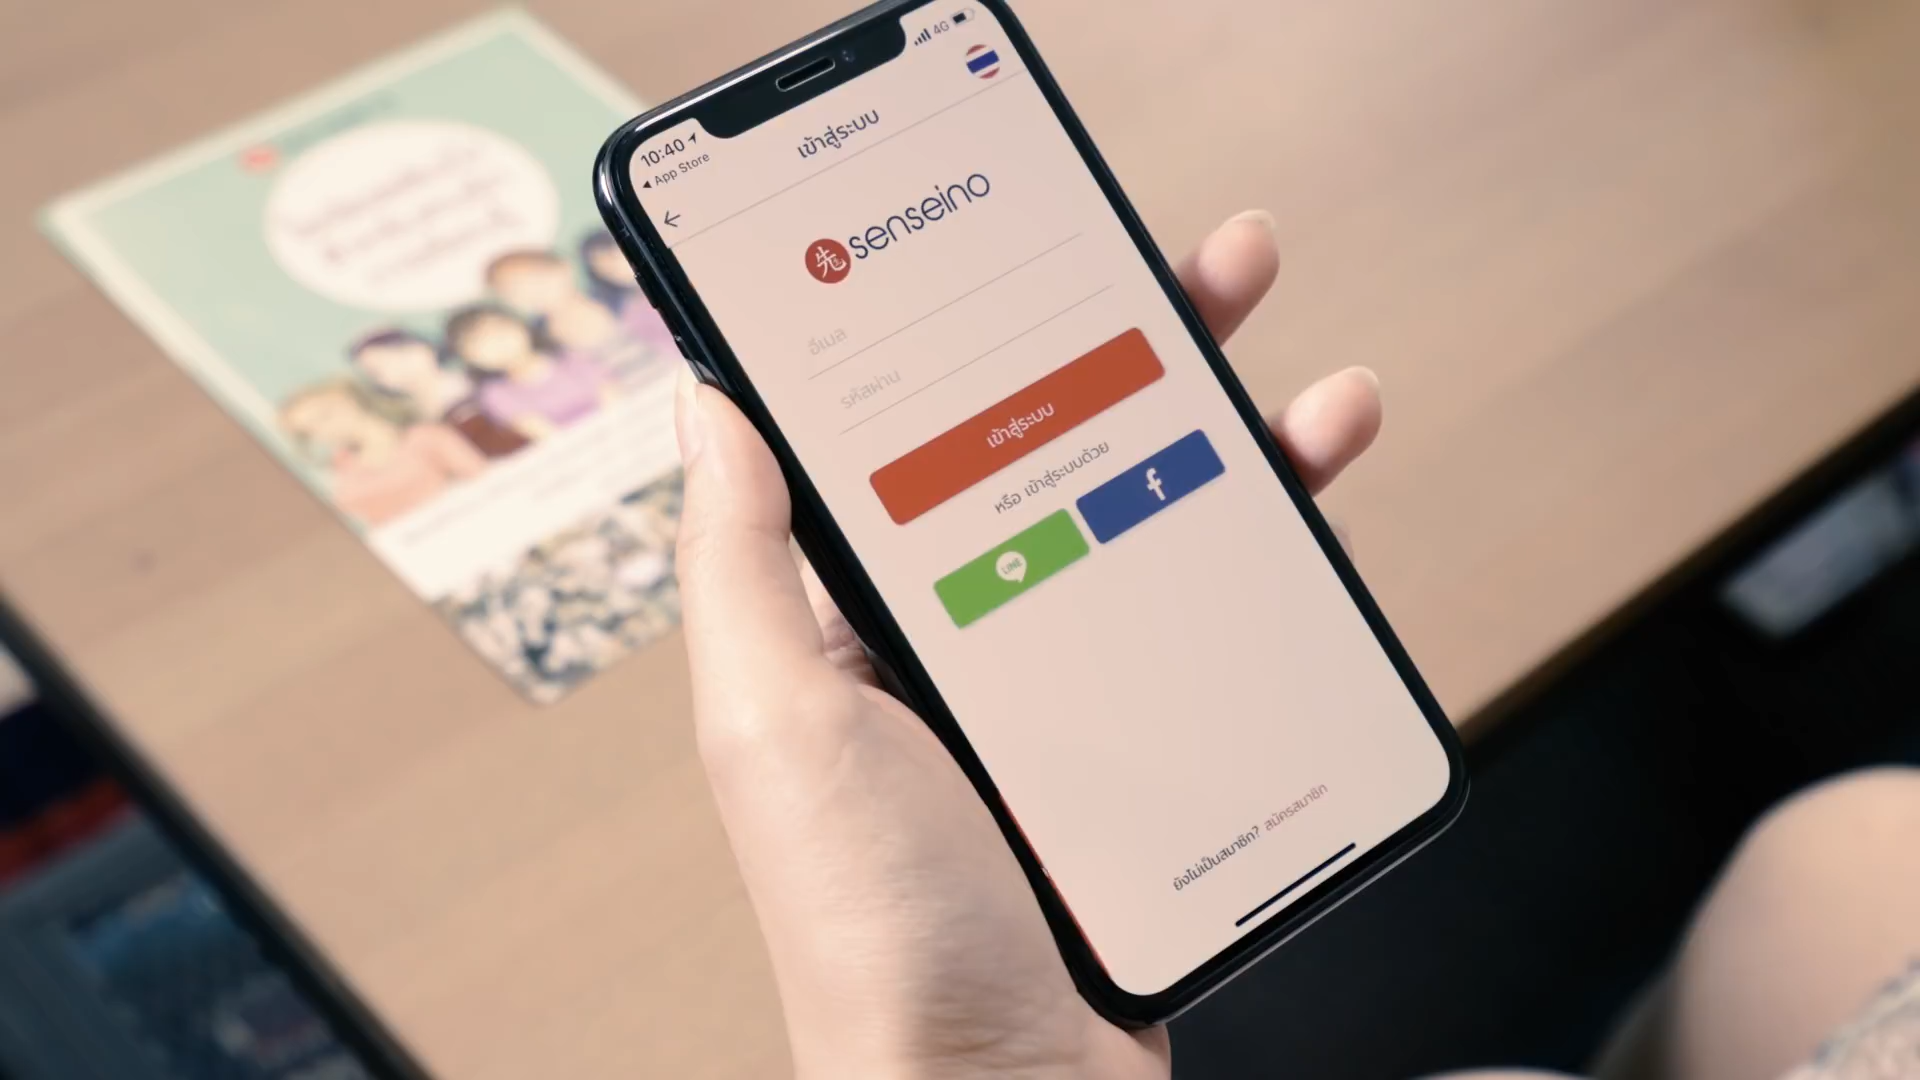 10:40
4G
App Store
เข้าสู่ระบบ
先 senseino
อีเมล
รหัสผ่าน
เข้าสู่ระบบ
หรือ เข้าสู่ระบบด้วย
LINE
f
ยังไม่เป็นสมาชิก? สมัครสมาชิก